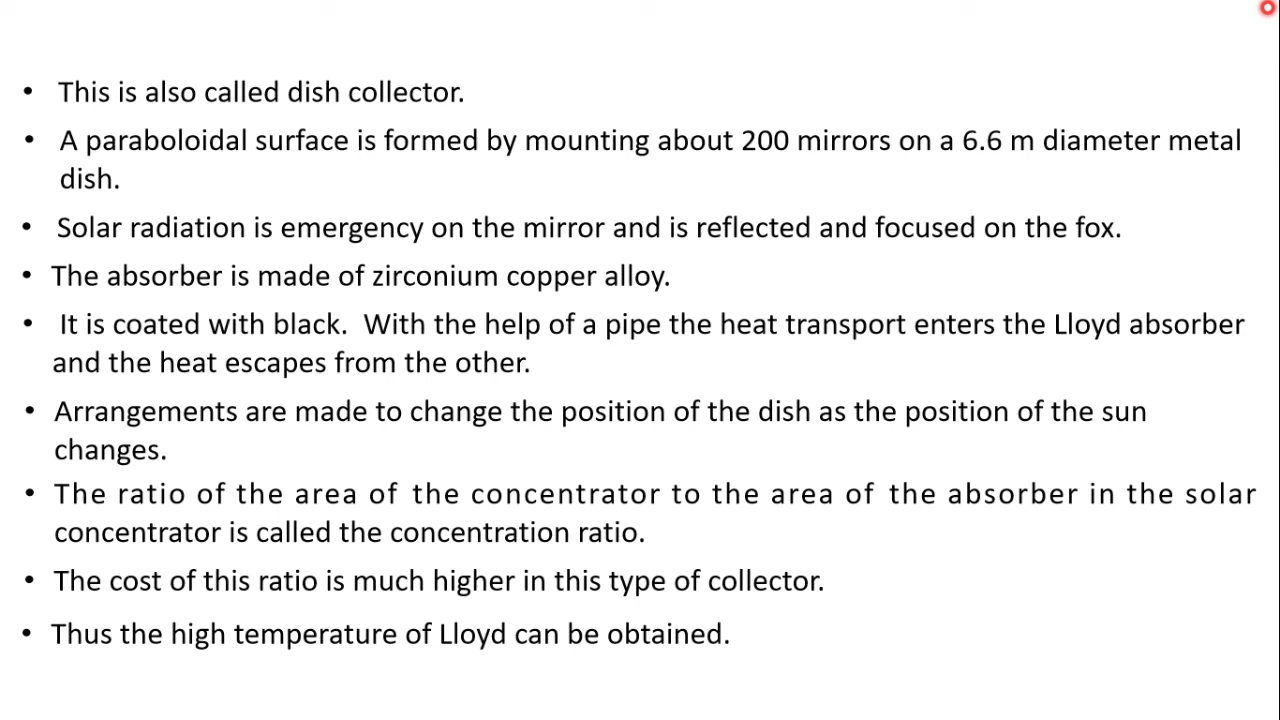 • This is also called dish collector.
• A paraboloidal surface is formed by mounting about 200 mirrors on a 6.6 m diameter metal
dish.
• Solar radiation is emergency on the mirror and is reflected and focused on the fox.
• The absorber is made of zirconium copper alloy.
• It is coated with black. With the help of a pipe the heat transport enters the Lloyd absorber
and the heat escapes from the other.
• Arrangements are made to change the position of the dish as the position of the sun
changes.
• The ratio of the area of the concentrator to the area of the absorber in the solar
concentrator is called the concentration ratio.
• The cost of this ratio is much higher in this type of collector.
• Thus the high temperature of Lloyd can be obtained.